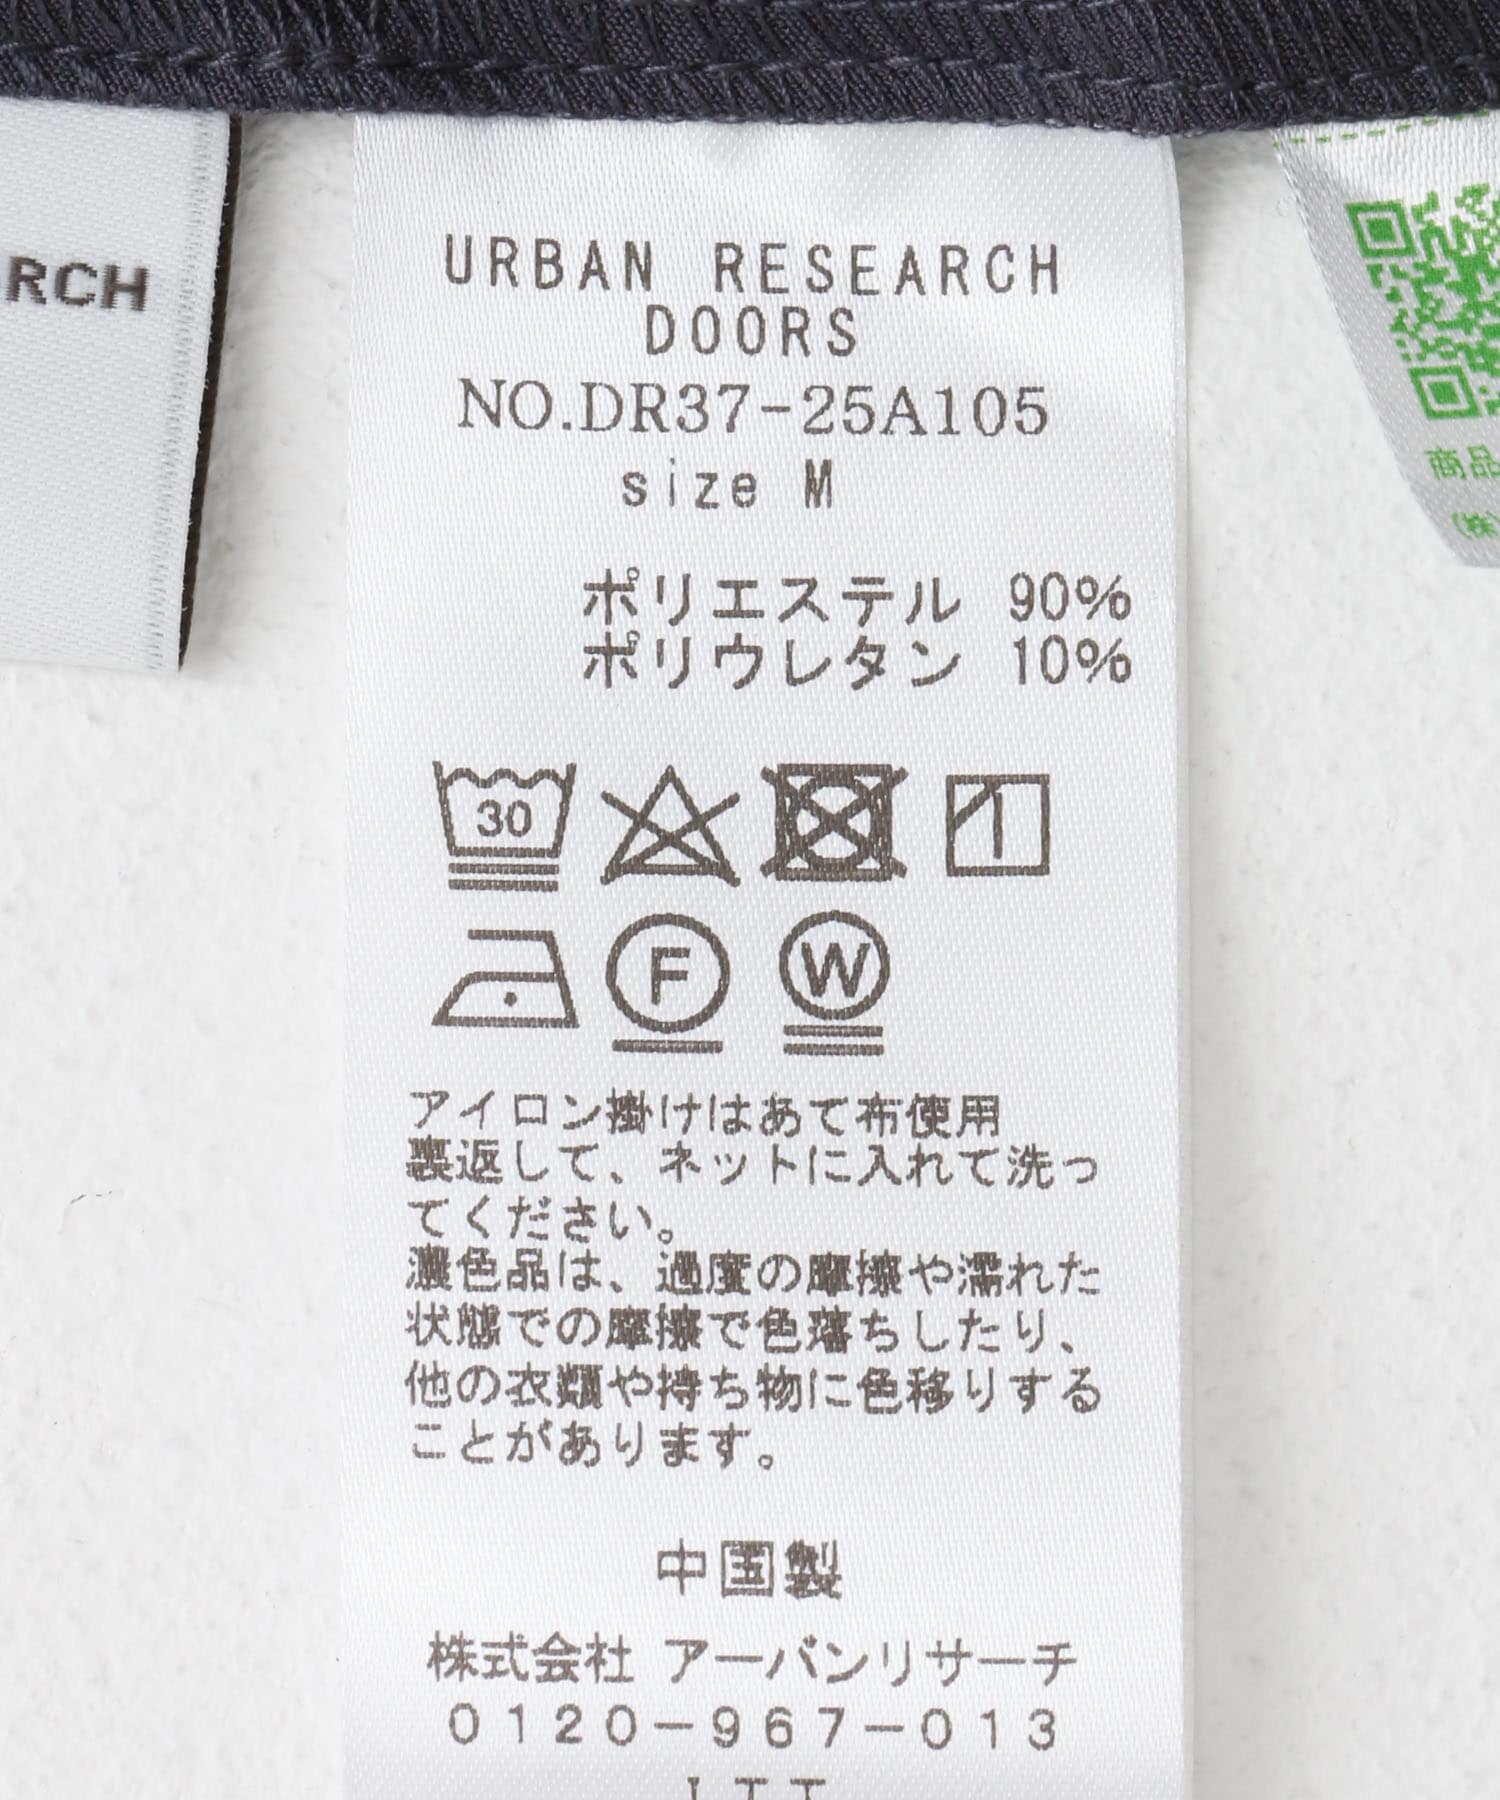 RCH
URBAN RESEARCH
DOORS
NO.DR37-25A105
size M
ポリエステル 90%
ポリウレタン 10%
30
F
W
アイロン掛けはあて布使用
裏返して、ネットに入れて洗っ
てください。
濃色品は、過度の摩擦や濡れた
状態での摩擦で色落ちしたり、
他の衣類や持ち物に色移りする
ことがあります。
中国製
株式会社 アーバンリサーチ
0120-967-013
商品
(株)